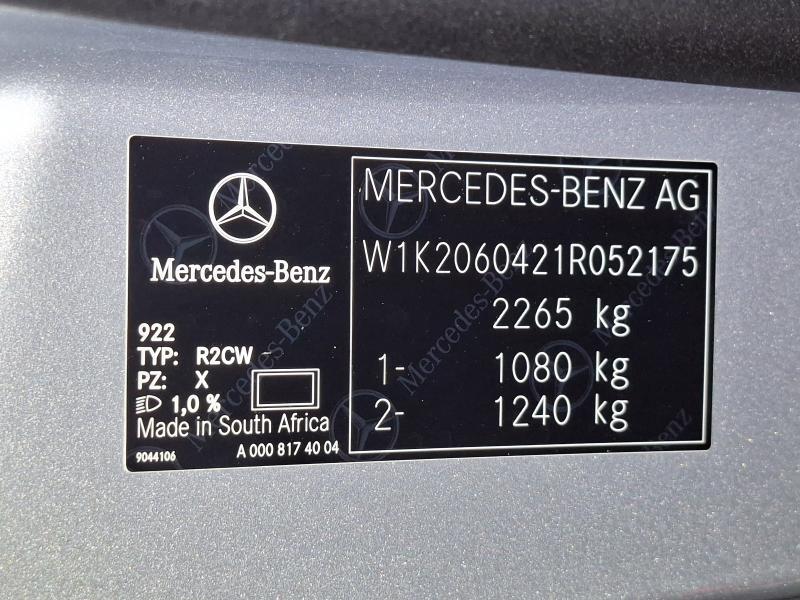 Mercedes-Benz
922
TYP: R2CW
PZ: X
1,0 %
Made in South Africa
9044106 A 000 817 40 04
MERCEDES-BENZ AG
W1K2060421R052175
2265 kg
1- 1080 kg
2- 1240 kg